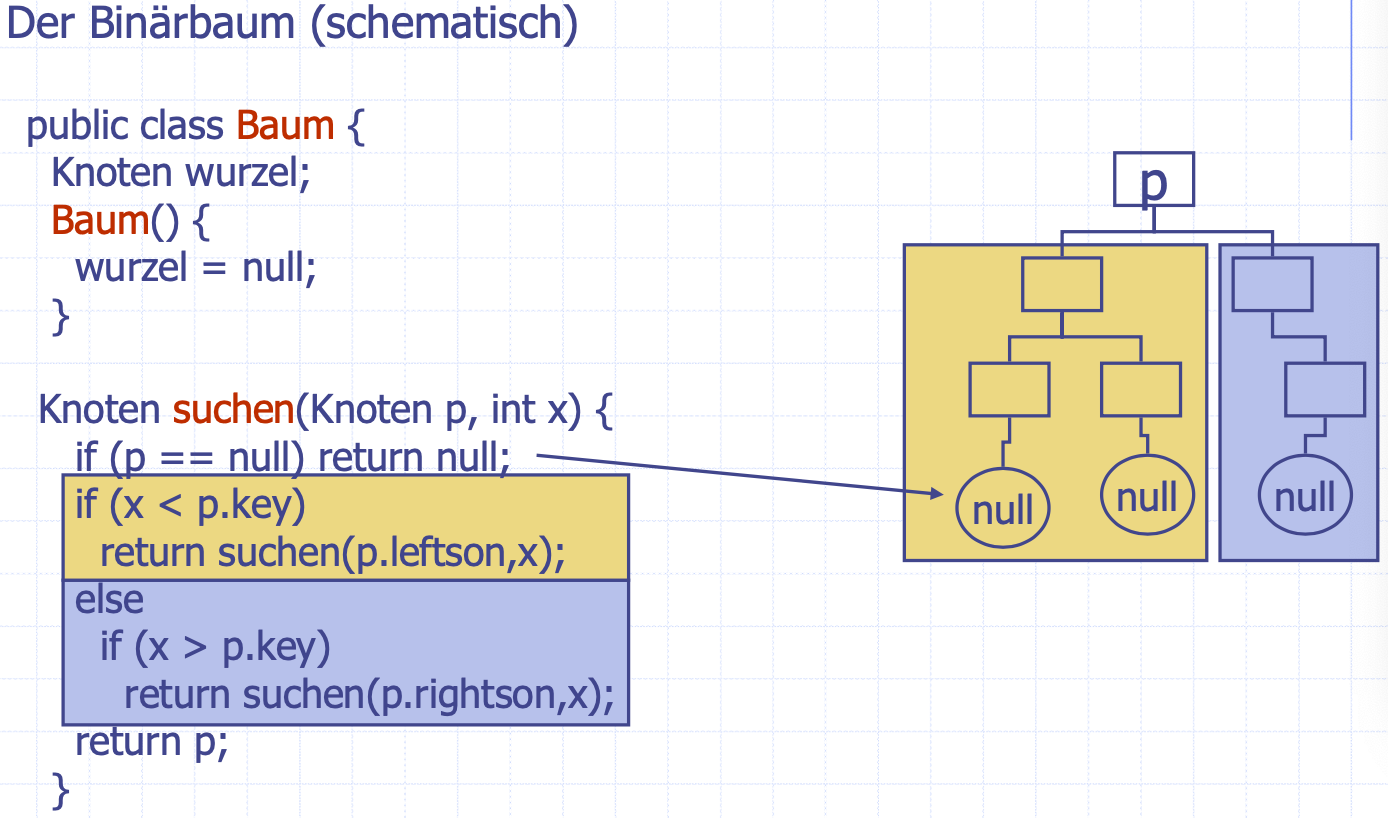 Der Binärbaum (schematisch)
public class Baum {
Knoten wurzel;
Baum() {
wurzel = null;
}
Knoten suchen(Knoten p, int x) {
if (p == null) return null;
if (x < p.key)
return suchen(p.leftson,x);
else
if (x > p.key)
return suchen(p.rightson,x);
return p;
}
p
null
null
null